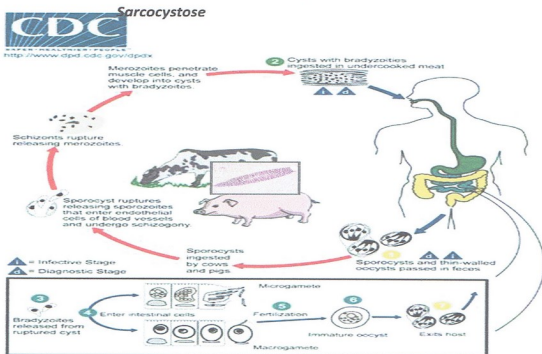 Sarcocystose
CDC
SAFER • HEALTHIER • PEOPLE™
http://www.dpd.cdc.gov/dpdx
Merozoites penetrate
muscle cells, and
develop into cysts
with bradyzoites.
2 Cysts with bradyzoites
ingested in undercooked meat
i d
Schizonts rupture
releasing merozoites.
Sporocyst ruptures
releasing sporozoites
that enter endothelial
cells of blood vessels
and undergo schizogony.
Sporocysts
ingested
by cows
and pigs
d i
Sporocysts and thin-walled
oocysts passed in feces
i = Infective Stage
d = Diagnostic Stage
3
Bradyzoites
released from
ruptured cyst
4 Enter intestinal cells
Microgamete
Macrogamete
5
Fertilization
6
Immature oocyst
Exits host